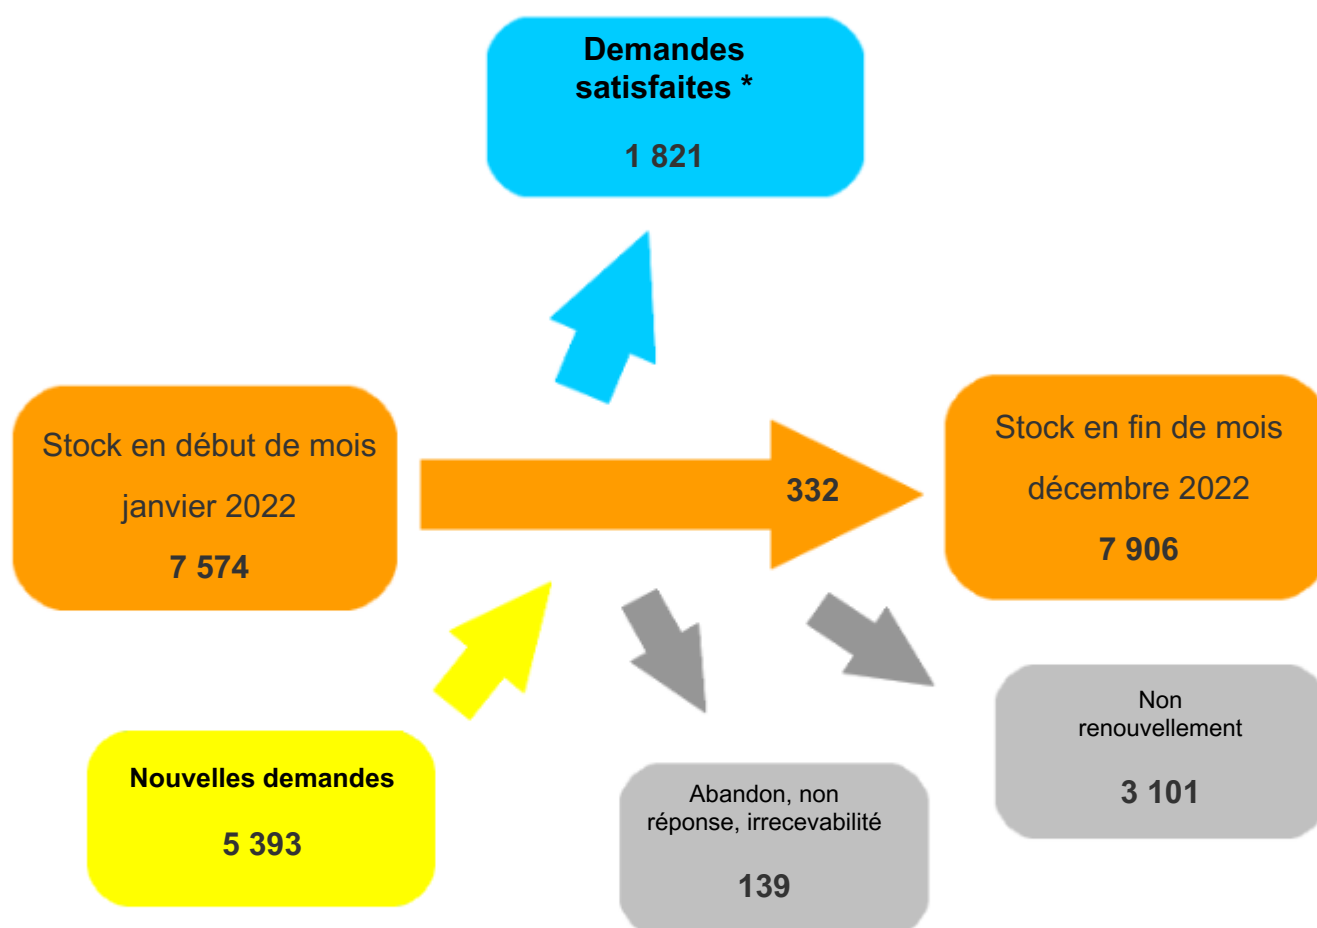 Demandes
satisfaites *
1 821
Stock en début de mois
janvier 2022
7 574
332
Stock en fin de mois
décembre 2022
7 906
Nouvelles demandes
5 393
Abandon, non
réponse, irrecevabilité
139
Non
renouvellement
3 101